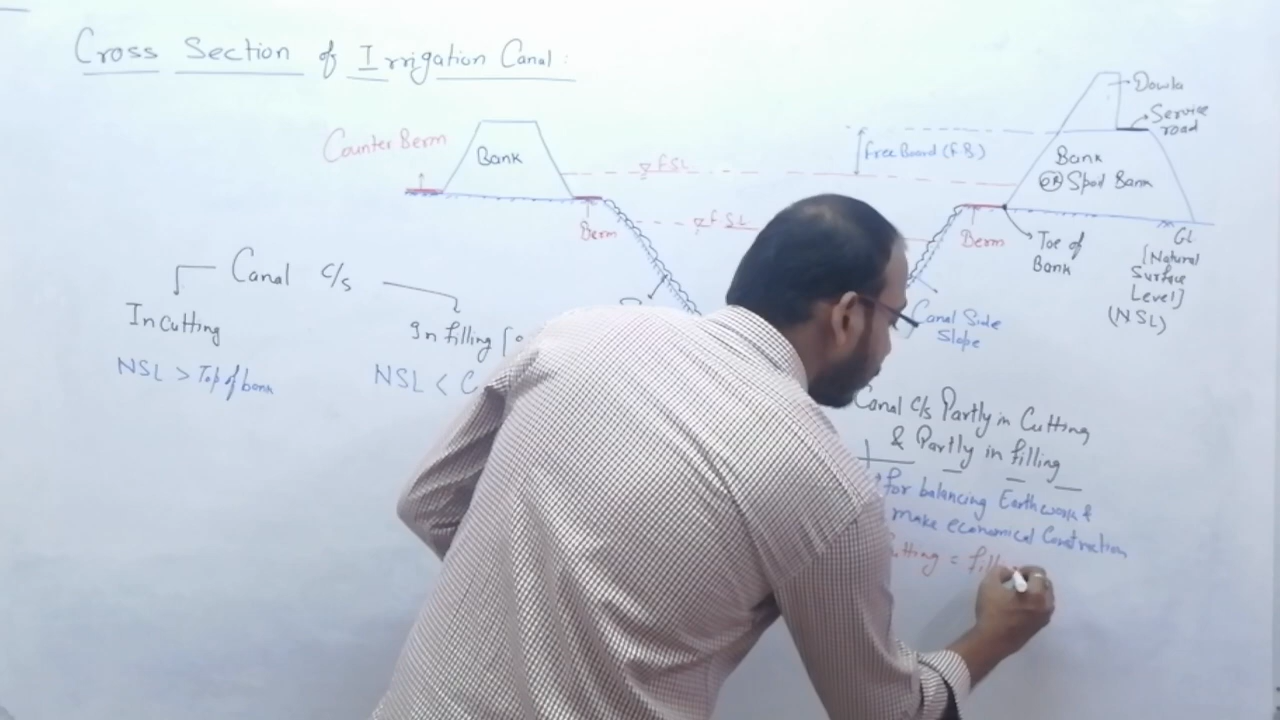 Cross Section of Irrigation Canal :
Counter Berm
Bank
FSL
Berm
FSL
Free Board (F.B.)
Dowla
Service
road
Bank
OR Spoil Bank
Berm
Toe of
Bank
GL
[Natural
Surface
Level]
(NSL)
Canal Side
Slope
Canal C/s
In Cutting
NSL > Top of bank
In filling
NSL <
Canal C/s Partly in Cutting
& Partly in filling
for balancing Earthwork &
make economical Construction